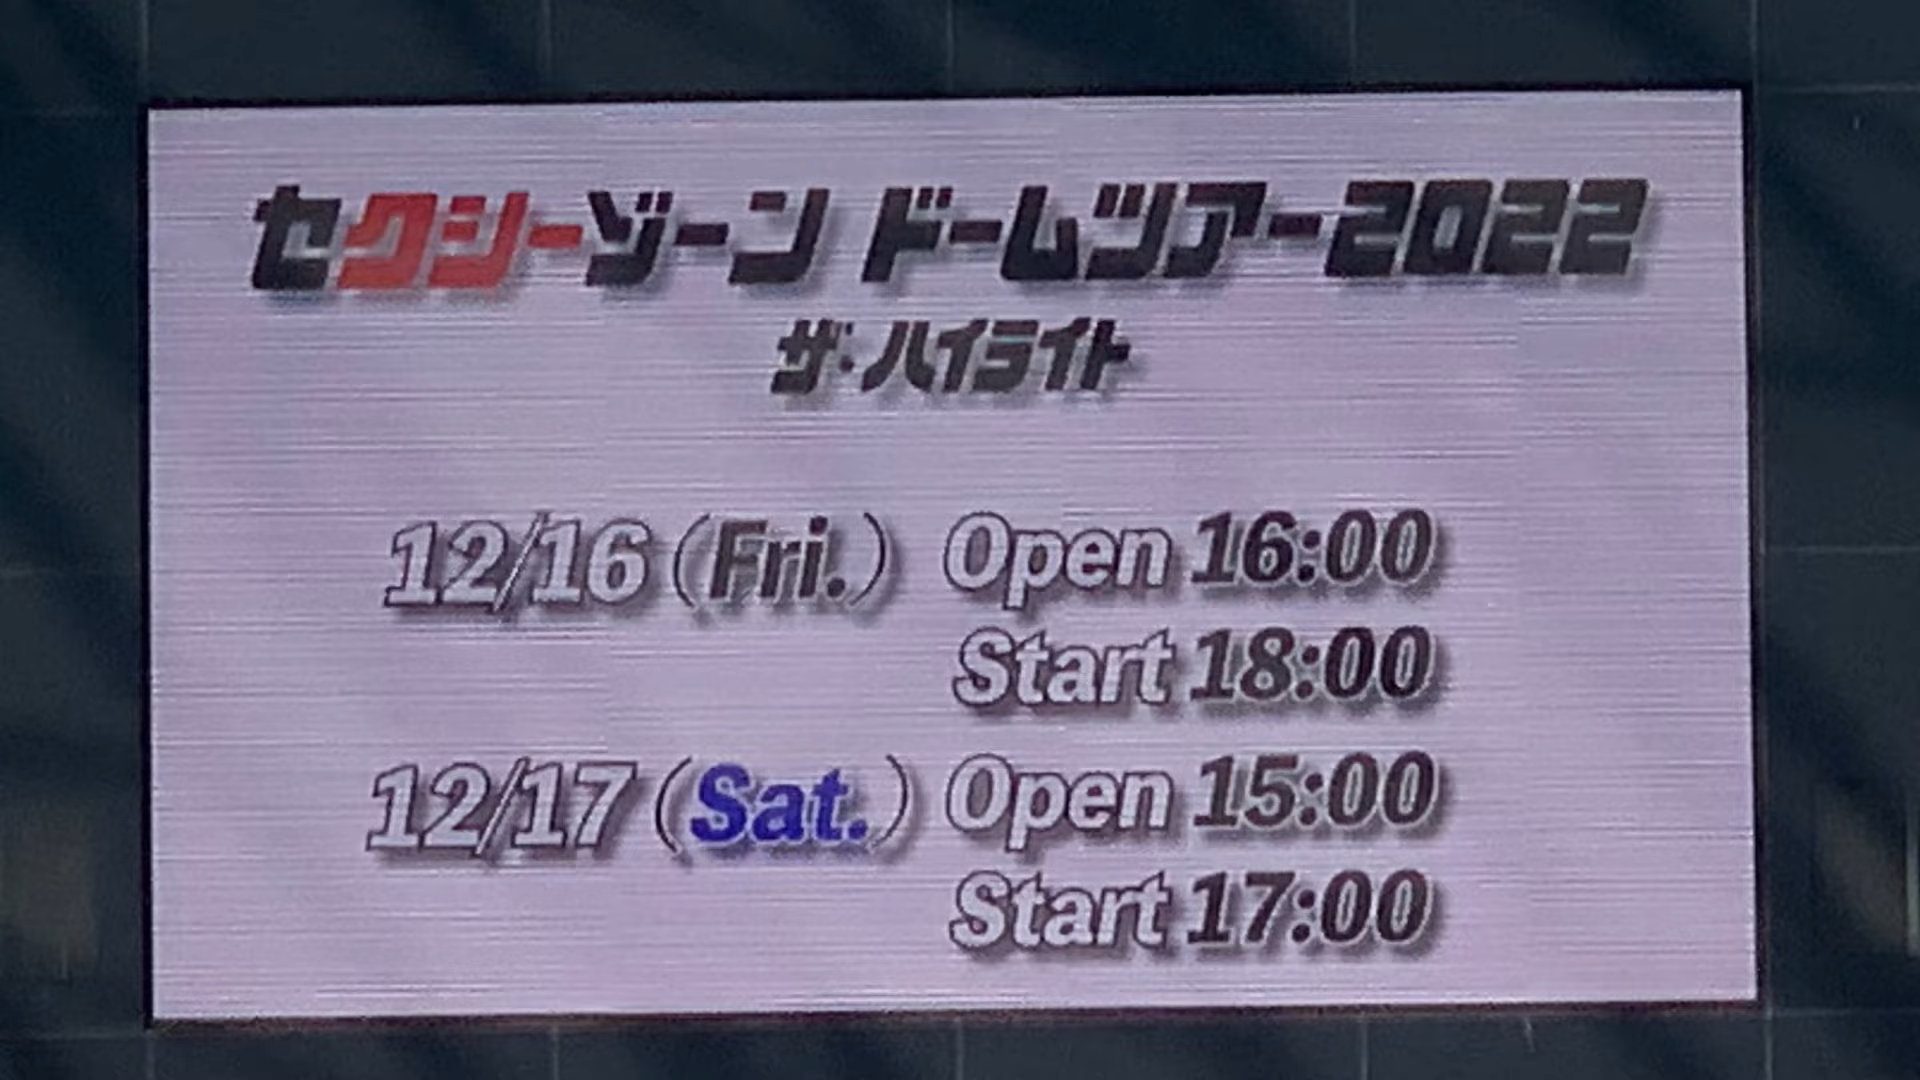 セクシーゾーン ドームツアー2022
ザ・ハイライト
12/16(Fri.) Open 16:00
Start 18:00
12/17(Sat.) Open 15:00
Start 17:00